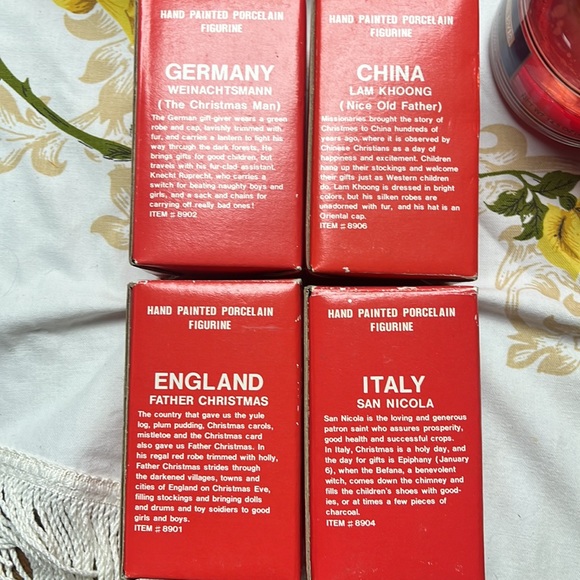 HAND PAINTED PORCELAIN
FIGURINE
GERMANY
WEINACHTSMANN
(The Christmas Man)
The German gift-giver wears a green
robe and cap, lavishly trimmed with
fur, and carries a lantern to light his
way through the dark forests. He
brings gifts for good children, but
travels with his fur-clad assistant,
Knecht Ruprecht, who carries a
switch for beating naughty boys and
girls, and a sack and chains for
carrying off really bad ones!
ITEM # 8902
HAND PAINTED PORCELAIN
FIGURINE
CHINA
LAM KHOONG
(Nice Old Father)
Missionaries brought the story of
Christmas to China hundreds of
years ago, where it is observed by
Chinese Christians as a day of
happiness and excitement. Children
hang up their stockings and welcome
their gifts just as Western children
do. Lam Khoong is dressed in bright
colors, but his silken robes are
unadorned with fur, and his hat is an
Oriental cap.
ITEM # 8906
HAND PAINTED PORCELAIN
FIGURINE
ENGLAND
FATHER CHRISTMAS
The country that gave us the yule
log, plum pudding, Christmas carols,
mistletoe and the Christmas card
also gave us Father Christmas. In
his regal red robe trimmed with holly,
Father Christmas strides through
the darkened villages, towns and
cities of England on Christmas Eve,
filling stockings and bringing dolls
and drums and toy soldiers to good
girls and boys.
ITEM # 8901
HAND PAINTED PORCELAIN
FIGURINE
ITALY
SAN NICOLA
San Nicola is the loving and generous
patron saint who assures prosperity,
good health and successful crops.
In Italy, Christmas is a holy day, and
the day for gifts is Epiphany (January
6), when the Befana, a benevolent
witch, comes down the chimney and
fills the children's shoes with good-
ies, or at times a few pieces of
charcoal.
ITEM # 8904